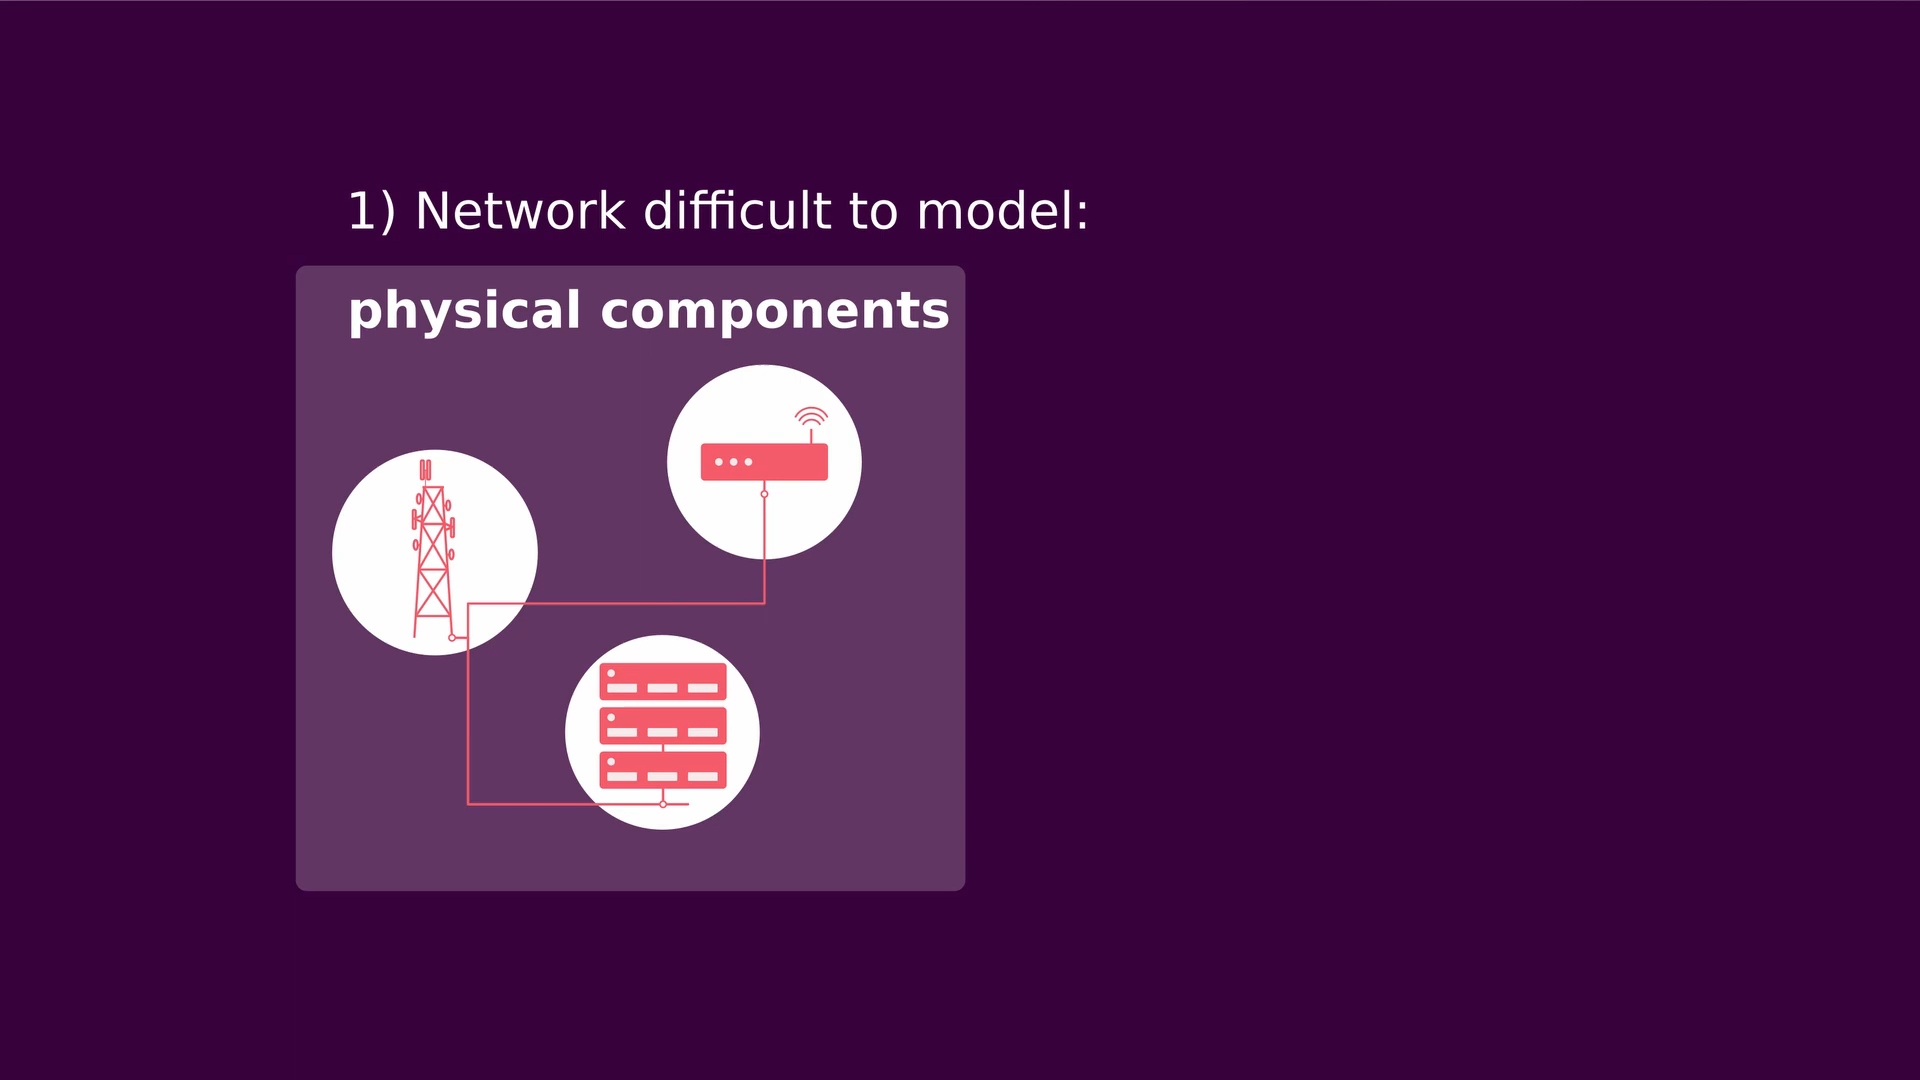 1) Network difficult to model:
physical components